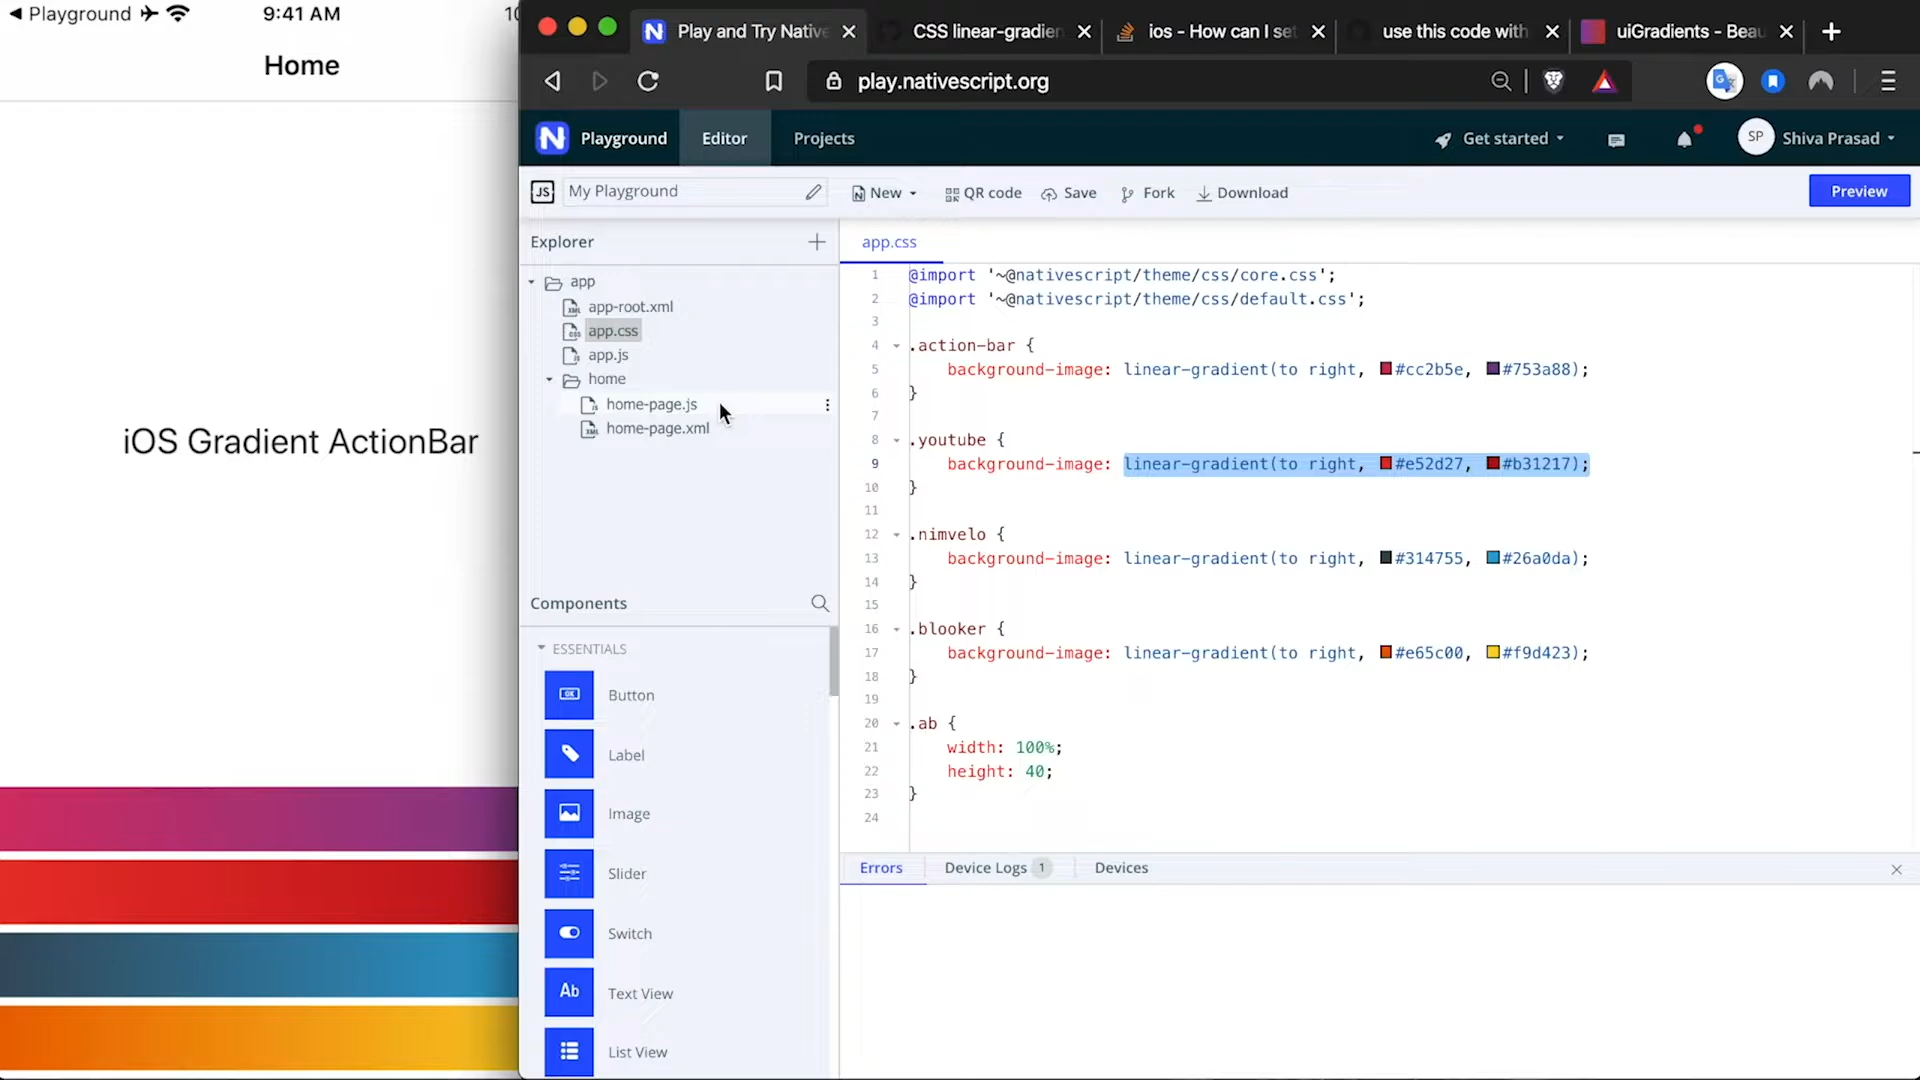 Playground
9:41 AM
10
Home
iOS Gradient ActionBar
Play and Try Native
CSS linear-gradien
ios - How can I set
use this code with
uiGradients - Beau
play.nativescript.org
Playground
Editor
Projects
Get started
SP
Shiva Prasad
JS
My Playground
New
QR code
Save
Fork
Download
Preview
Explorer
app
app-root.xml
app.css
app.js
home
home-page.js
home-page.xml
Components
ESSENTIALS
OK
Button
Label
Image
Slider
Switch
Ab
Text View
List View
app.css
1 @import '~@nativescript/theme/css/core.css';
2 @import '~@nativescript/theme/css/default.css';
3
4 .action-bar {
5 background-image: linear-gradient(to right, #cc2b5e, #753a88);
6 }
7
8 .youtube {
9 background-image: linear-gradient(to right, #e52d27, #b31217);
10 }
11
12 .nimvelo {
13 background-image: linear-gradient(to right, #314755, #26a0da);
14 }
15
16 .blooker {
17 background-image: linear-gradient(to right, #e65c00, #f9d423);
18 }
19
20 .ab {
21 width: 100%;
22 height: 40;
23 }
24
Errors
Device Logs 1
Devices